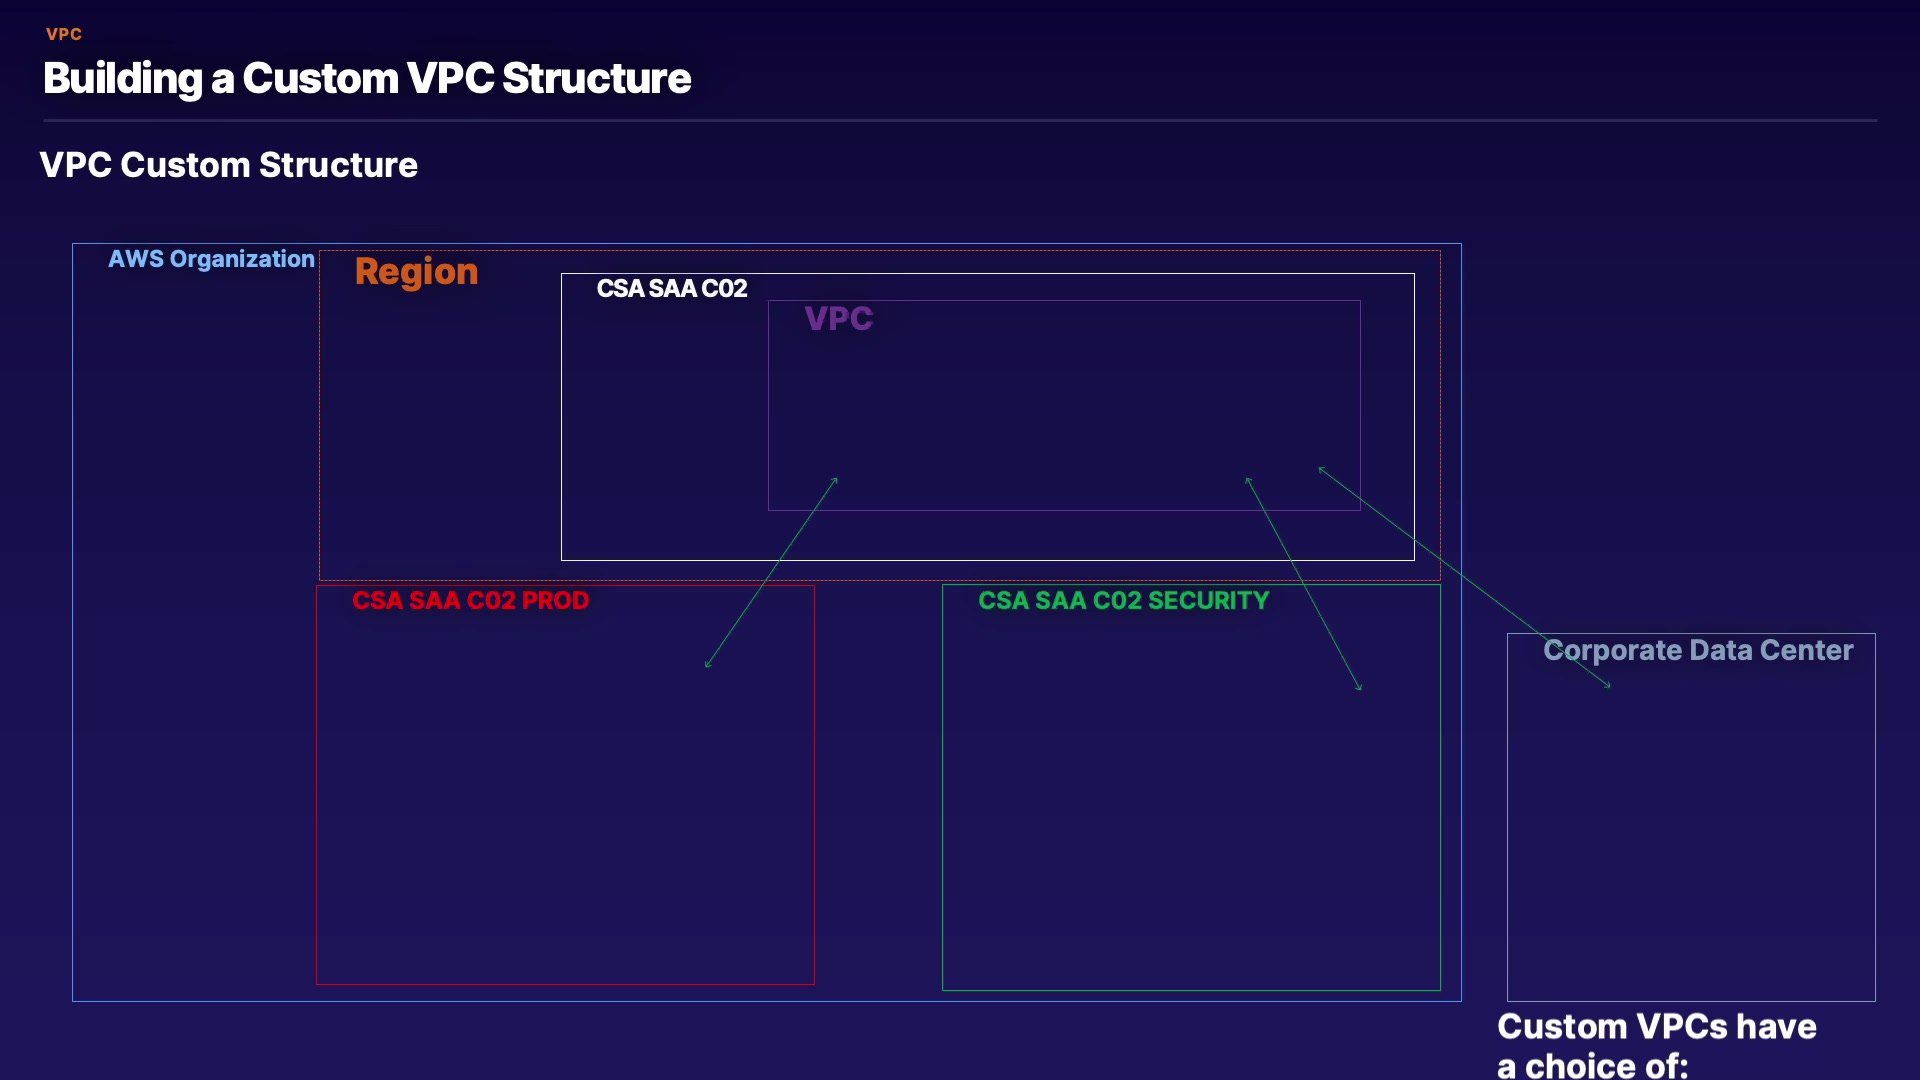 VPC
Building a Custom VPC Structure
VPC Custom Structure
AWS Organization
Region
CSA SAA C02
VPC
CSA SAA C02 PROD
CSA SAA C02 SECURITY
Corporate Data Center
Custom VPCs have
a choice of: